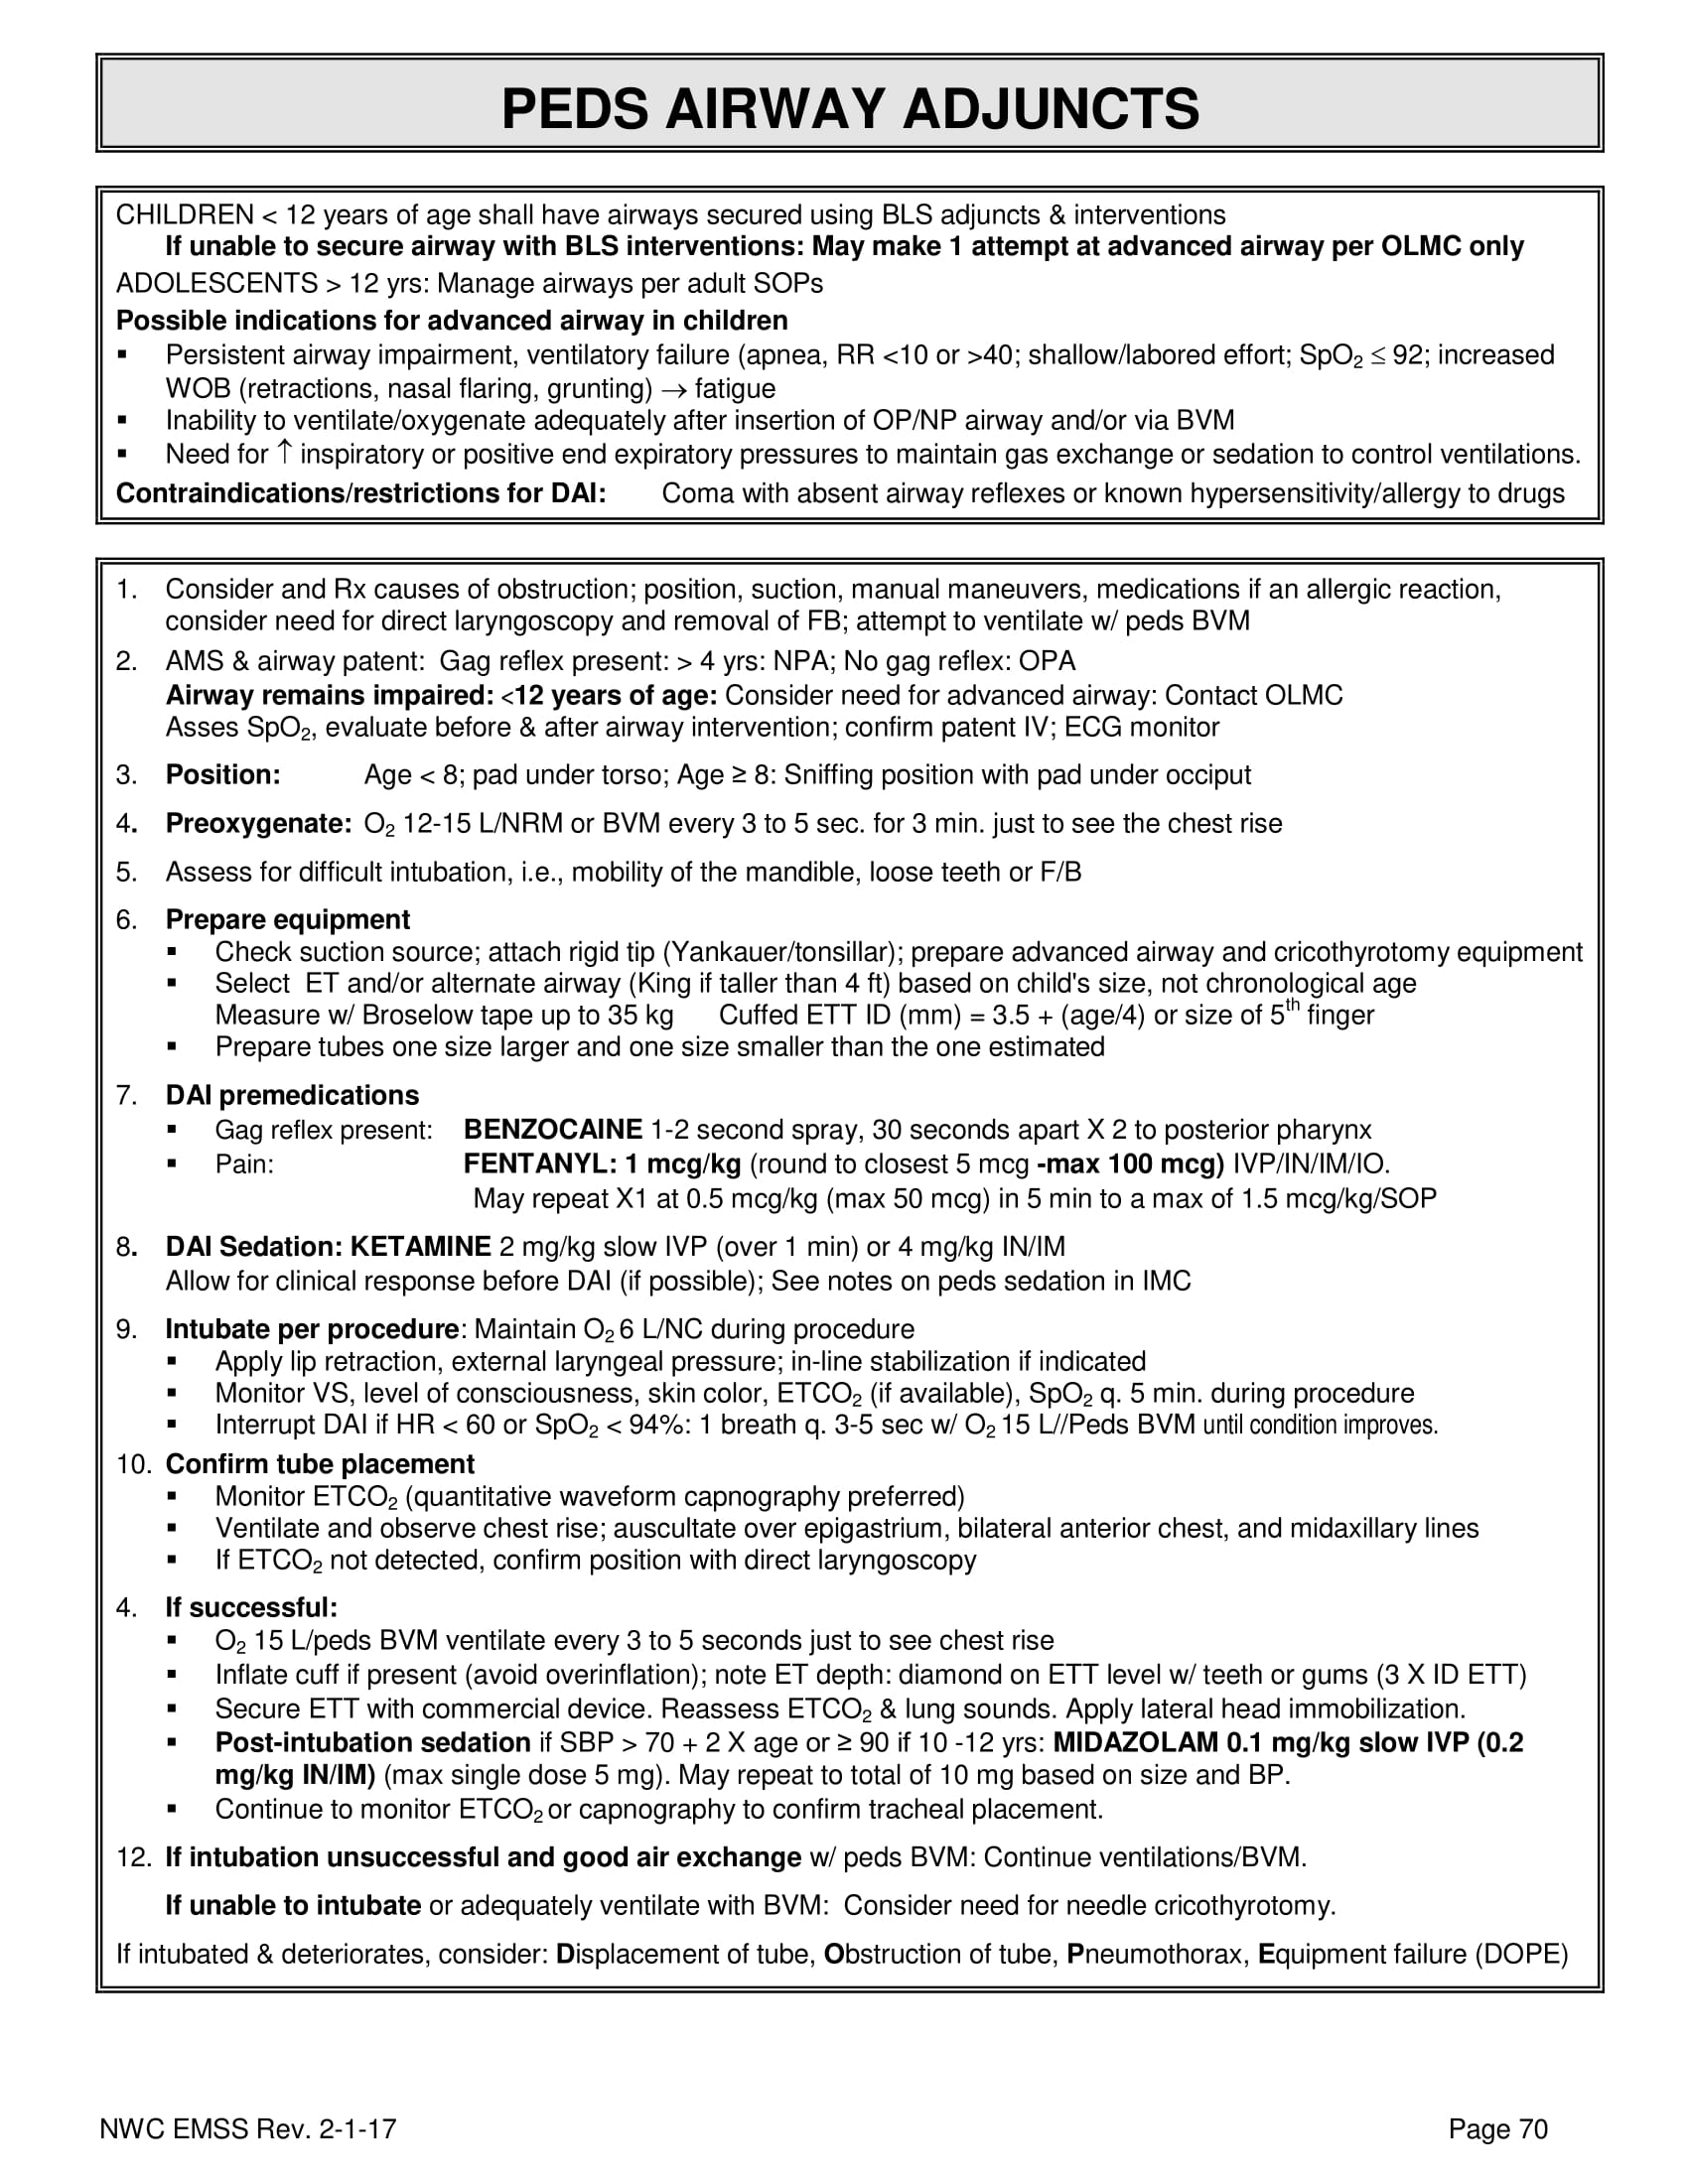 PEDS AIRWAY ADJUNCTS
CHILDREN < 12 years of age shall have airways secured using BLS adjuncts & interventions
If unable to secure airway with BLS interventions: May make 1 attempt at advanced airway per OLMC only
ADOLESCENTS > 12 yrs: Manage airways per adult SOPs
Possible indications for advanced airway in children
▪ Persistent airway impairment, ventilatory failure (apnea, RR <10 or >40; shallow/labored effort; SpO₂ ≤ 92; increased
WOB (retractions, nasal flaring, grunting) → fatigue
▪ Inability to ventilate/oxygenate adequately after insertion of OP/NP airway and/or via BVM
▪ Need for ↑ inspiratory or positive end expiratory pressures to maintain gas exchange or sedation to control ventilations.
Contraindications/restrictions for DAI: Coma with absent airway reflexes or known hypersensitivity/allergy to drugs
1. Consider and Rx causes of obstruction; position, suction, manual maneuvers, medications if an allergic reaction,
consider need for direct laryngoscopy and removal of FB; attempt to ventilate w/ peds BVM
2. AMS & airway patent: Gag reflex present: > 4 yrs: NPA; No gag reflex: OPA
Airway remains impaired: <12 years of age: Consider need for advanced airway: Contact OLMC
Asses SpO₂, evaluate before & after airway intervention; confirm patent IV; ECG monitor
3. Position: Age < 8; pad under torso; Age ≥ 8: Sniffing position with pad under occiput
4. Preoxygenate: O₂ 12-15 L/NRM or BVM every 3 to 5 sec. for 3 min. just to see the chest rise
5. Assess for difficult intubation, i.e., mobility of the mandible, loose teeth or F/B
6. Prepare equipment
▪ Check suction source; attach rigid tip (Yankauer/tonsillar); prepare advanced airway and cricothyrotomy equipment
▪ Select ET and/or alternate airway (King if taller than 4 ft) based on child's size, not chronological age
Measure w/ Broselow tape up to 35 kg Cuffed ETT ID (mm) = 3.5 + (age/4) or size of 5th finger
▪ Prepare tubes one size larger and one size smaller than the one estimated
7. DAI premedications
▪ Gag reflex present: BENZOCAINE 1-2 second spray, 30 seconds apart X 2 to posterior pharynx
▪ Pain: FENTANYL: 1 mcg/kg (round to closest 5 mcg -max 100 mcg) IVP/IN/IM/IO.
May repeat X1 at 0.5 mcg/kg (max 50 mcg) in 5 min to a max of 1.5 mcg/kg/SOP
8. DAI Sedation: KETAMINE 2 mg/kg slow IVP (over 1 min) or 4 mg/kg IN/IM
Allow for clinical response before DAI (if possible); See notes on peds sedation in IMC
9. Intubate per procedure: Maintain O₂ 6 L/NC during procedure
▪ Apply lip retraction, external laryngeal pressure; in-line stabilization if indicated
▪ Monitor VS, level of consciousness, skin color, ETCO₂ (if available), SpO₂ q. 5 min. during procedure
▪ Interrupt DAI if HR < 60 or SpO₂ < 94%: 1 breath q. 3-5 sec w/ O₂ 15 L//Peds BVM until condition improves.
10. Confirm tube placement
▪ Monitor ETCO₂ (quantitative waveform capnography preferred)
▪ Ventilate and observe chest rise; auscultate over epigastrium, bilateral anterior chest, and midaxillary lines
▪ If ETCO₂ not detected, confirm position with direct laryngoscopy
4. If successful:
▪ O₂ 15 L/peds BVM ventilate every 3 to 5 seconds just to see chest rise
▪ Inflate cuff if present (avoid overinflation); note ET depth: diamond on ETT level w/ teeth or gums (3 X ID ETT)
▪ Secure ETT with commercial device. Reassess ETCO₂ & lung sounds. Apply lateral head immobilization.
▪ Post-intubation sedation if SBP > 70 + 2 X age or ≥ 90 if 10 -12 yrs: MIDAZOLAM 0.1 mg/kg slow IVP (0.2
mg/kg IN/IM) (max single dose 5 mg). May repeat to total of 10 mg based on size and BP.
▪ Continue to monitor ETCO₂ or capnography to confirm tracheal placement.
12. If intubation unsuccessful and good air exchange w/ peds BVM: Continue ventilations/BVM.
If unable to intubate or adequately ventilate with BVM: Consider need for needle cricothyrotomy.
If intubated & deteriorates, consider: Displacement of tube, Obstruction of tube, Pneumothorax, Equipment failure (DOPE)
NWC EMSS Rev. 2-1-17 Page 70